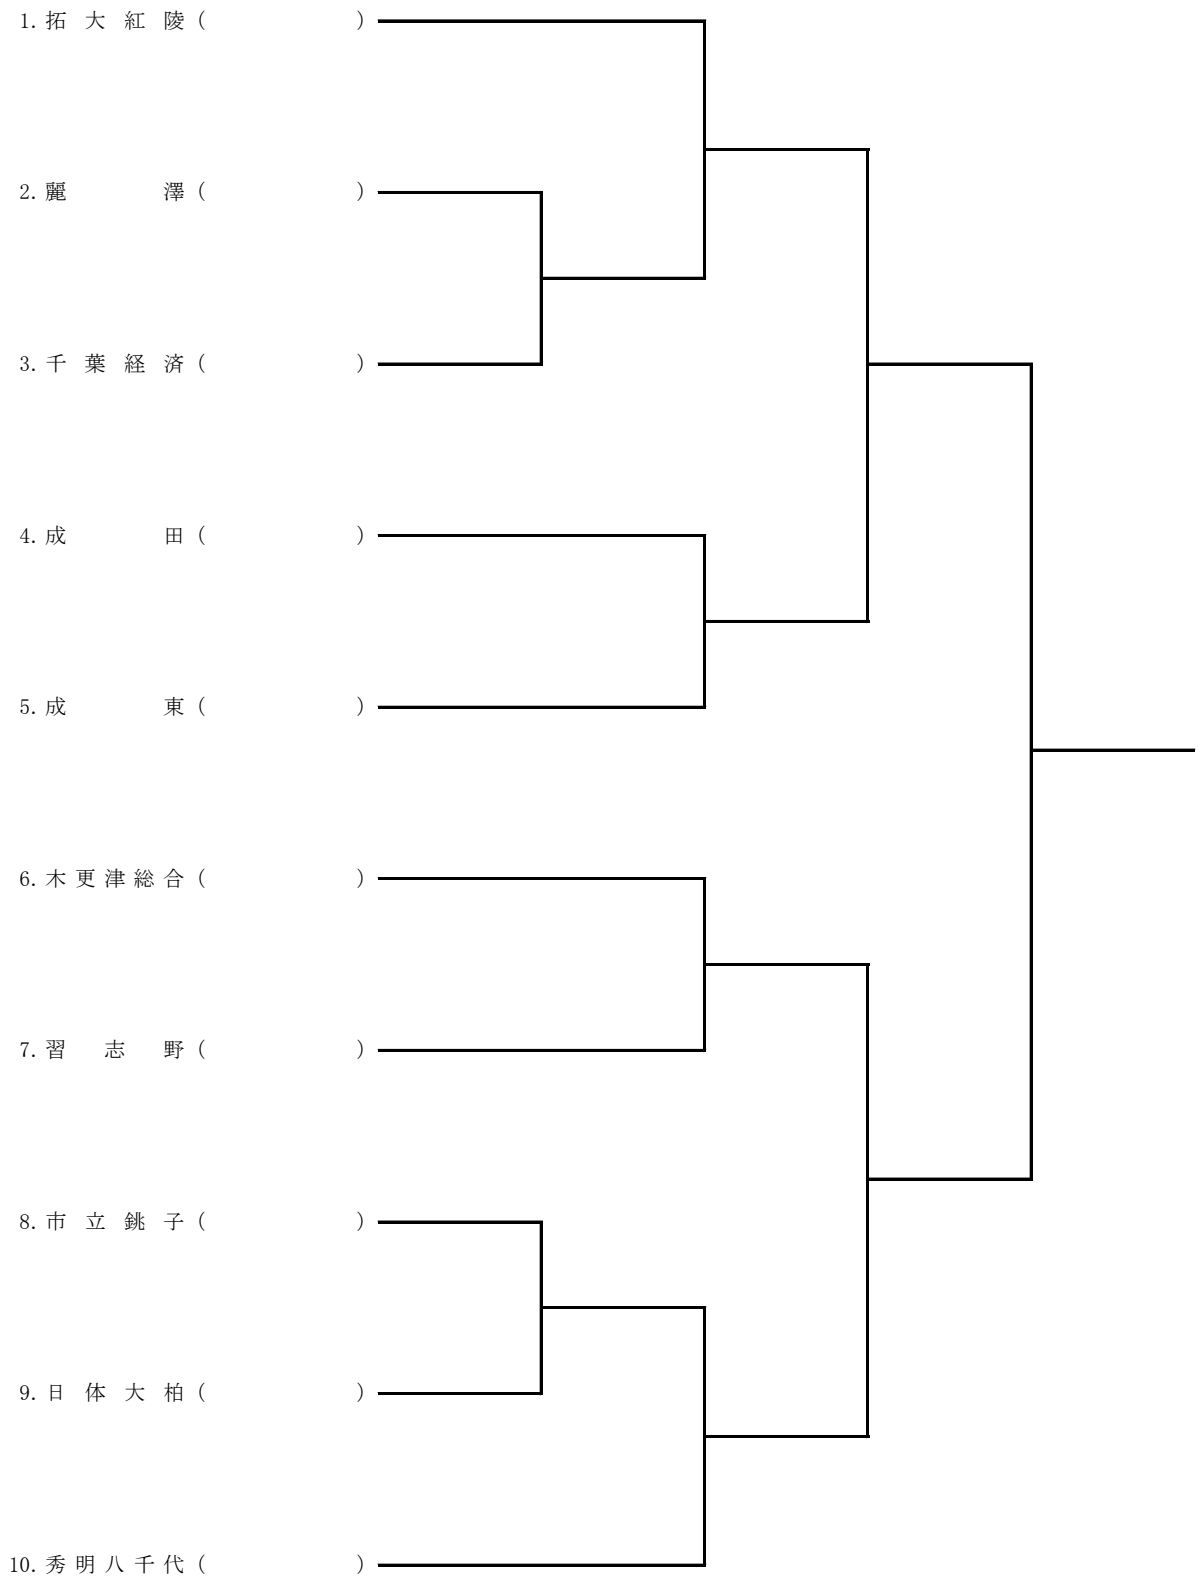 1. 拓大紅陵 ( )
2. 麗澤 ( )
3. 千葉経済 ( )
4. 成田 ( )
5. 成東 ( )
6. 木更津総合 ( )
7. 習志野 ( )
8. 市立銚子 ( )
9. 日体大柏 ( )
10. 秀明八千代 ( )